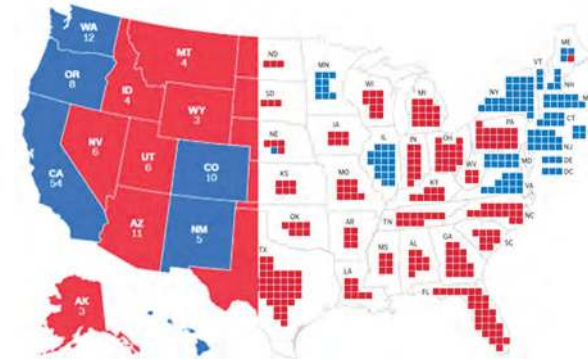 WA
12
OR
8
CA
54
NV
6
ID
4
MT
4
WY
3
UT
6
CO
10
AZ
11
NM
5
AK
3
ND
SD
NE
KS
OK
TX
MN
IA
MO
AR
LA
WI
IL
MS
MI
IN
KY
TN
AL
OH
WV
GA
FL
PA
NY
VT
ME
NH
M
CT
NJ
DE
DC
MD
VA
NC
SC